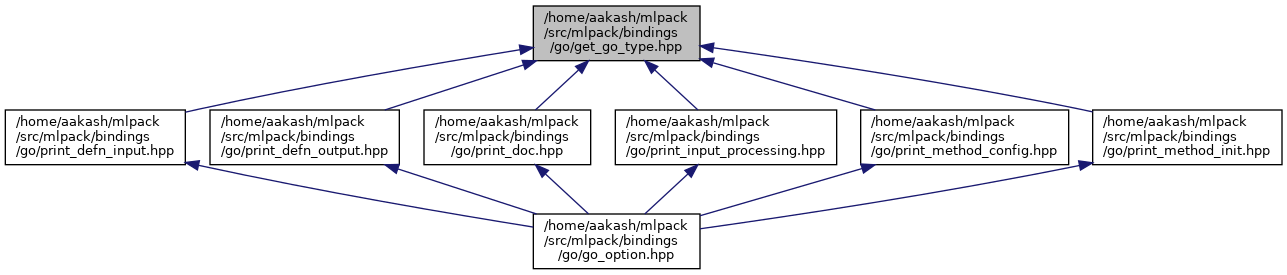 /home/aakash/mlpack
/src/mlpack/bindings
/go/get_go_type.hpp
/home/aakash/mlpack
/src/mlpack/bindings
/go/print_defn_input.hpp
/home/aakash/mlpack
/src/mlpack/bindings
/go/print_defn_output.hpp
/home/aakash/mlpack
/src/mlpack/bindings
/go/print_doc.hpp
/home/aakash/mlpack
/src/mlpack/bindings
/go/print_input_processing.hpp
/home/aakash/mlpack
/src/mlpack/bindings
/go/print_method_config.hpp
/home/aakash/mlpack
/src/mlpack/bindings
/go/print_method_init.hpp
/home/aakash/mlpack
/src/mlpack/bindings
/go/go_option.hpp